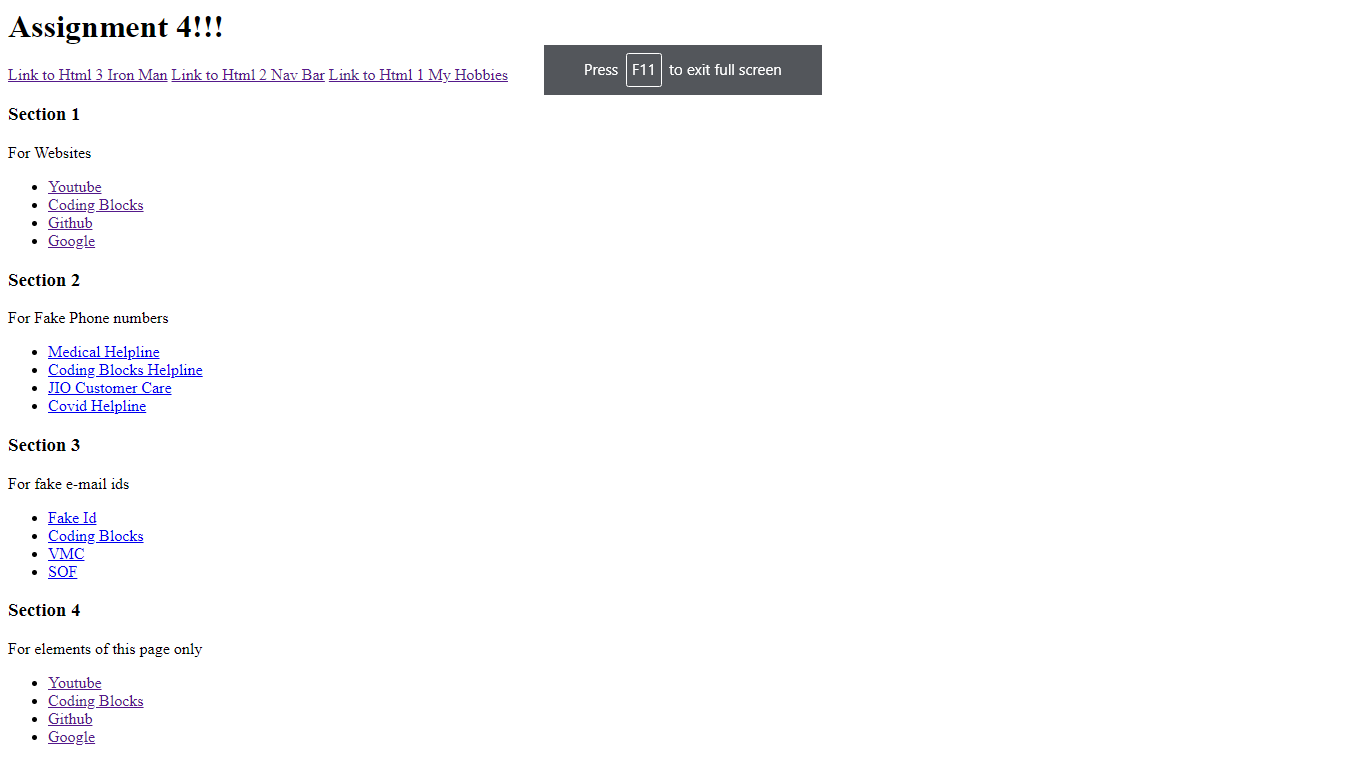 Assignment 4!!!
Link to Html 3 Iron Man Link to Html 2 Nav Bar Link to Html 1 My Hobbies
Press F11 to exit full screen
Section 1
For Websites
Youtube
Coding Blocks
Github
Google
Section 2
For Fake Phone numbers
Medical Helpline
Coding Blocks Helpline
JIO Customer Care
Covid Helpline
Section 3
For fake e-mail ids
Fake Id
Coding Blocks
VMC
SOF
Section 4
For elements of this page only
Youtube
Coding Blocks
Github
Google